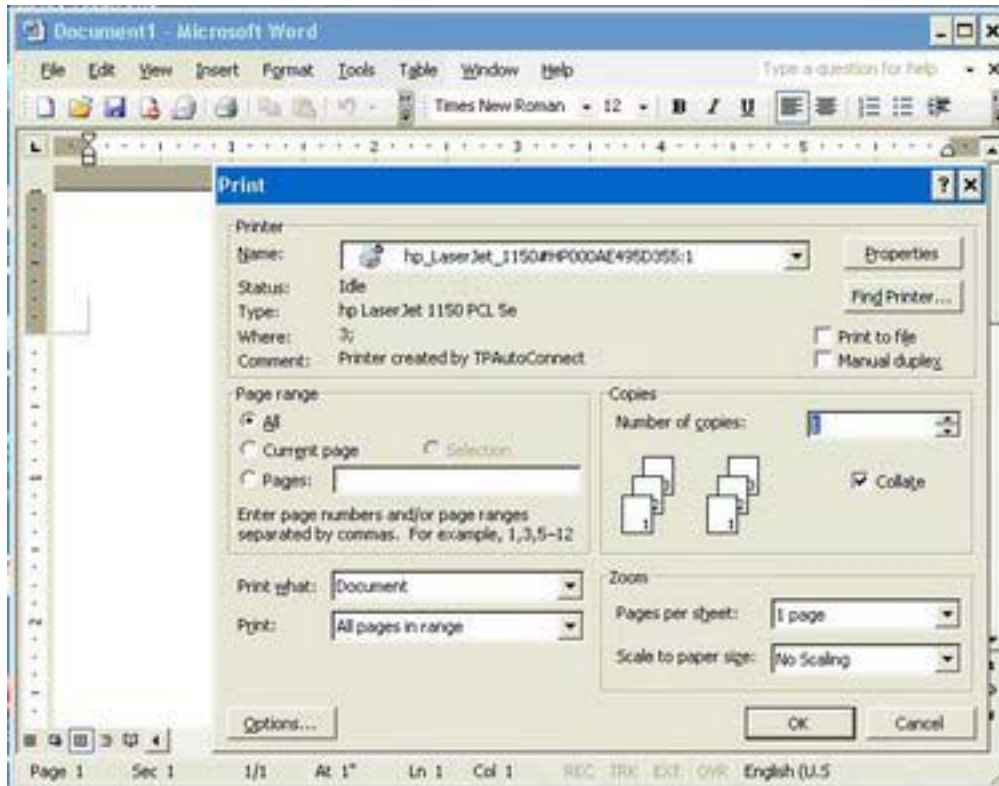 Document1 - Microsoft Word
File Edit View Insert Format Tools Table Window Help Type a question for help
Times New Roman 12 B I U
1 2 3 4 5
Print
Printer
Name: hp_LaserJet_1150#HP000AE495D355:1 Properties
Status: Idle Find Printer...
Type: hp LaserJet 1150 PCL 5e
Where: 3; Print to file
Comment: Printer created by TPAutoConnect Manual duplex
Page range Copies
All Number of copies: 1
Current page Selection
Pages: Collate
Enter page numbers and/or page ranges
separated by commas. For example, 1,3,5-12
Print what: Document Zoom
Pages per sheet: 1 page
Print: All pages in range
Scale to paper size: No Scaling
Options... OK Cancel
Page 1 Sec 1 1/1 At 1" Ln 1 Col 1 REC TRK EXT OVR English (U.S